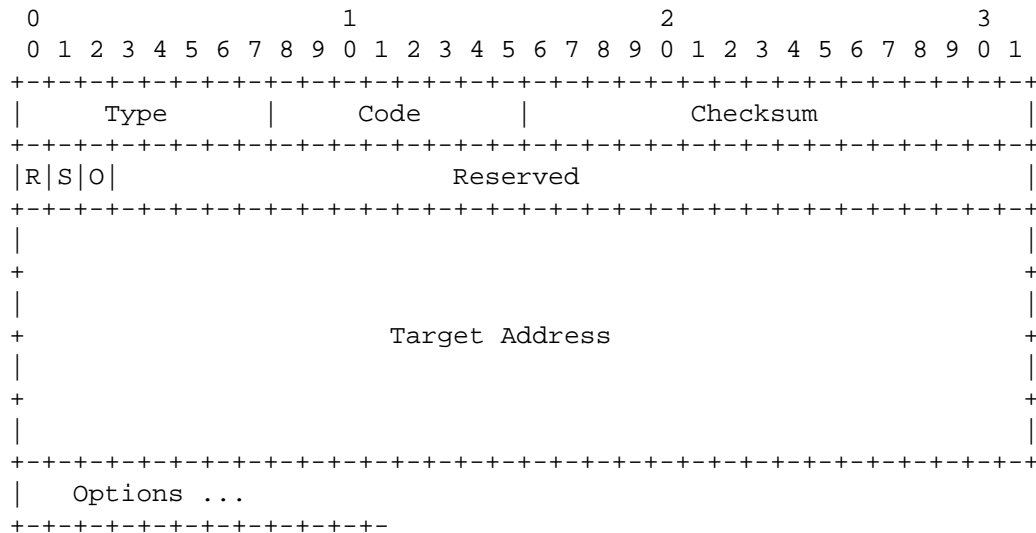 0                   1                   2                   3
 0 1 2 3 4 5 6 7 8 9 0 1 2 3 4 5 6 7 8 9 0 1 2 3 4 5 6 7 8 9 0 1
+-+-+-+-+-+-+-+-+-+-+-+-+-+-+-+-+-+-+-+-+-+-+-+-+-+-+-+-+-+-+-+-+
|     Type      |     Code      |          Checksum             |
+-+-+-+-+-+-+-+-+-+-+-+-+-+-+-+-+-+-+-+-+-+-+-+-+-+-+-+-+-+-+-+-+
|R|S|O|                     Reserved                            |
+-+-+-+-+-+-+-+-+-+-+-+-+-+-+-+-+-+-+-+-+-+-+-+-+-+-+-+-+-+-+-+-+
|                                                               |
+                                                               +
|                                                               |
+                       Target Address                          +
|                                                               |
+                                                               +
|                                                               |
+-+-+-+-+-+-+-+-+-+-+-+-+-+-+-+-+-+-+-+-+-+-+-+-+-+-+-+-+-+-+-+-+
|   Options ...
+-+-+-+-+-+-+-+-+-+-+-+-